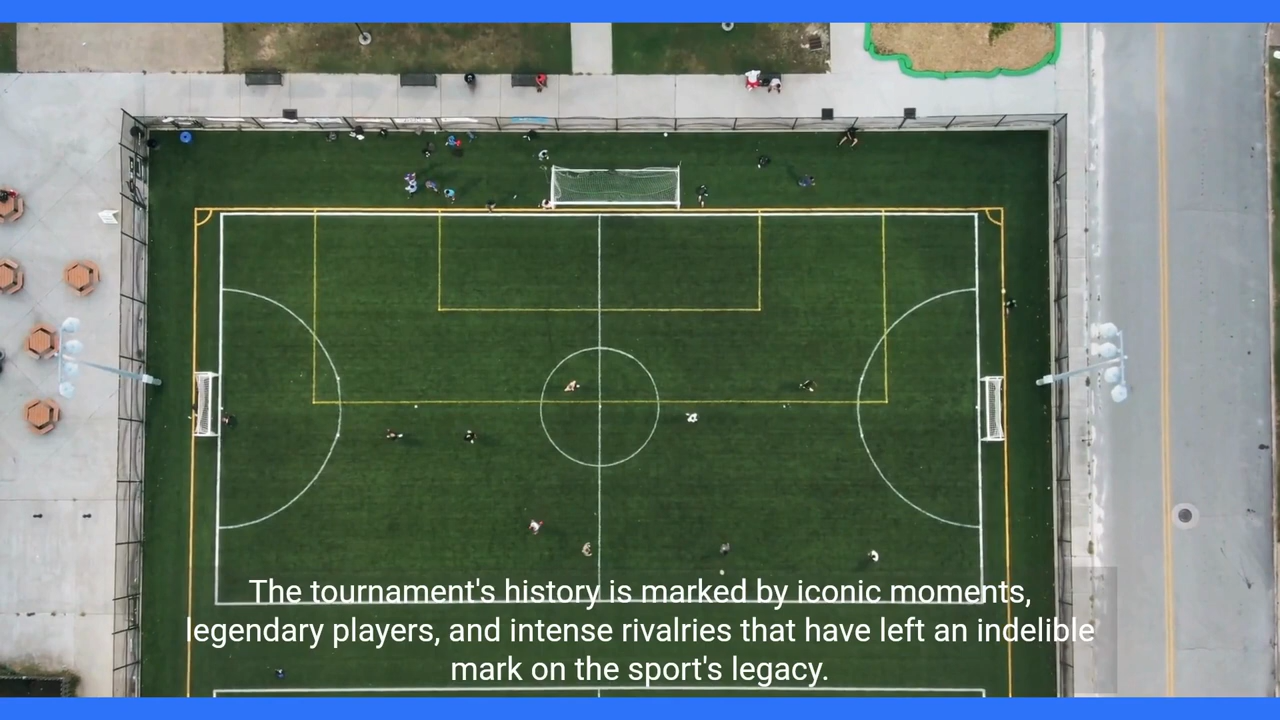 The tournament's history is marked by iconic moments,
legendary players, and intense rivalries that have left an indelible
mark on the sport's legacy.